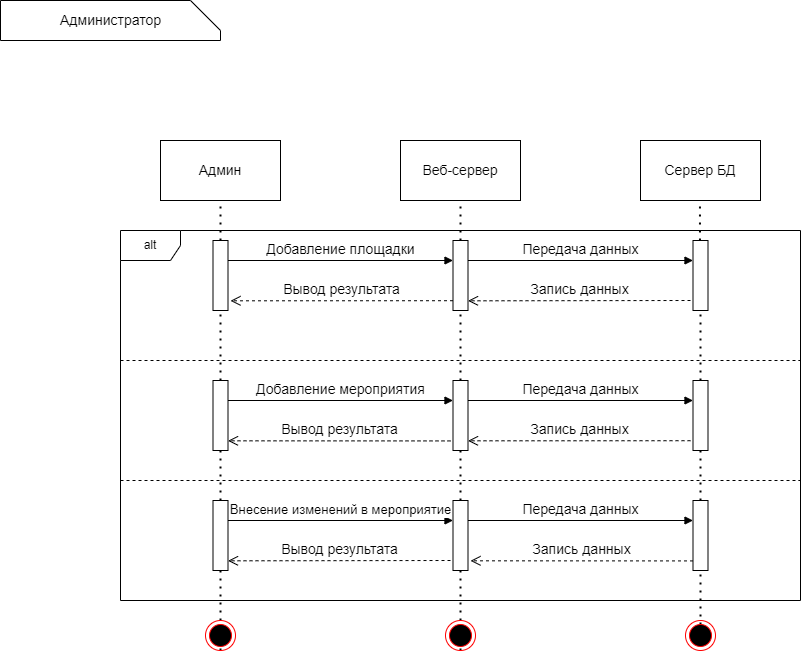 Администратор
Админ
Веб-сервер
Сервер БД
alt
Добавление площадки
Передача данных
Вывод результата
Запись данных
Добавление мероприятия
Передача данных
Вывод результата
Запись данных
Внесение изменений в мероприятие
Передача данных
Вывод результата
Запись данных